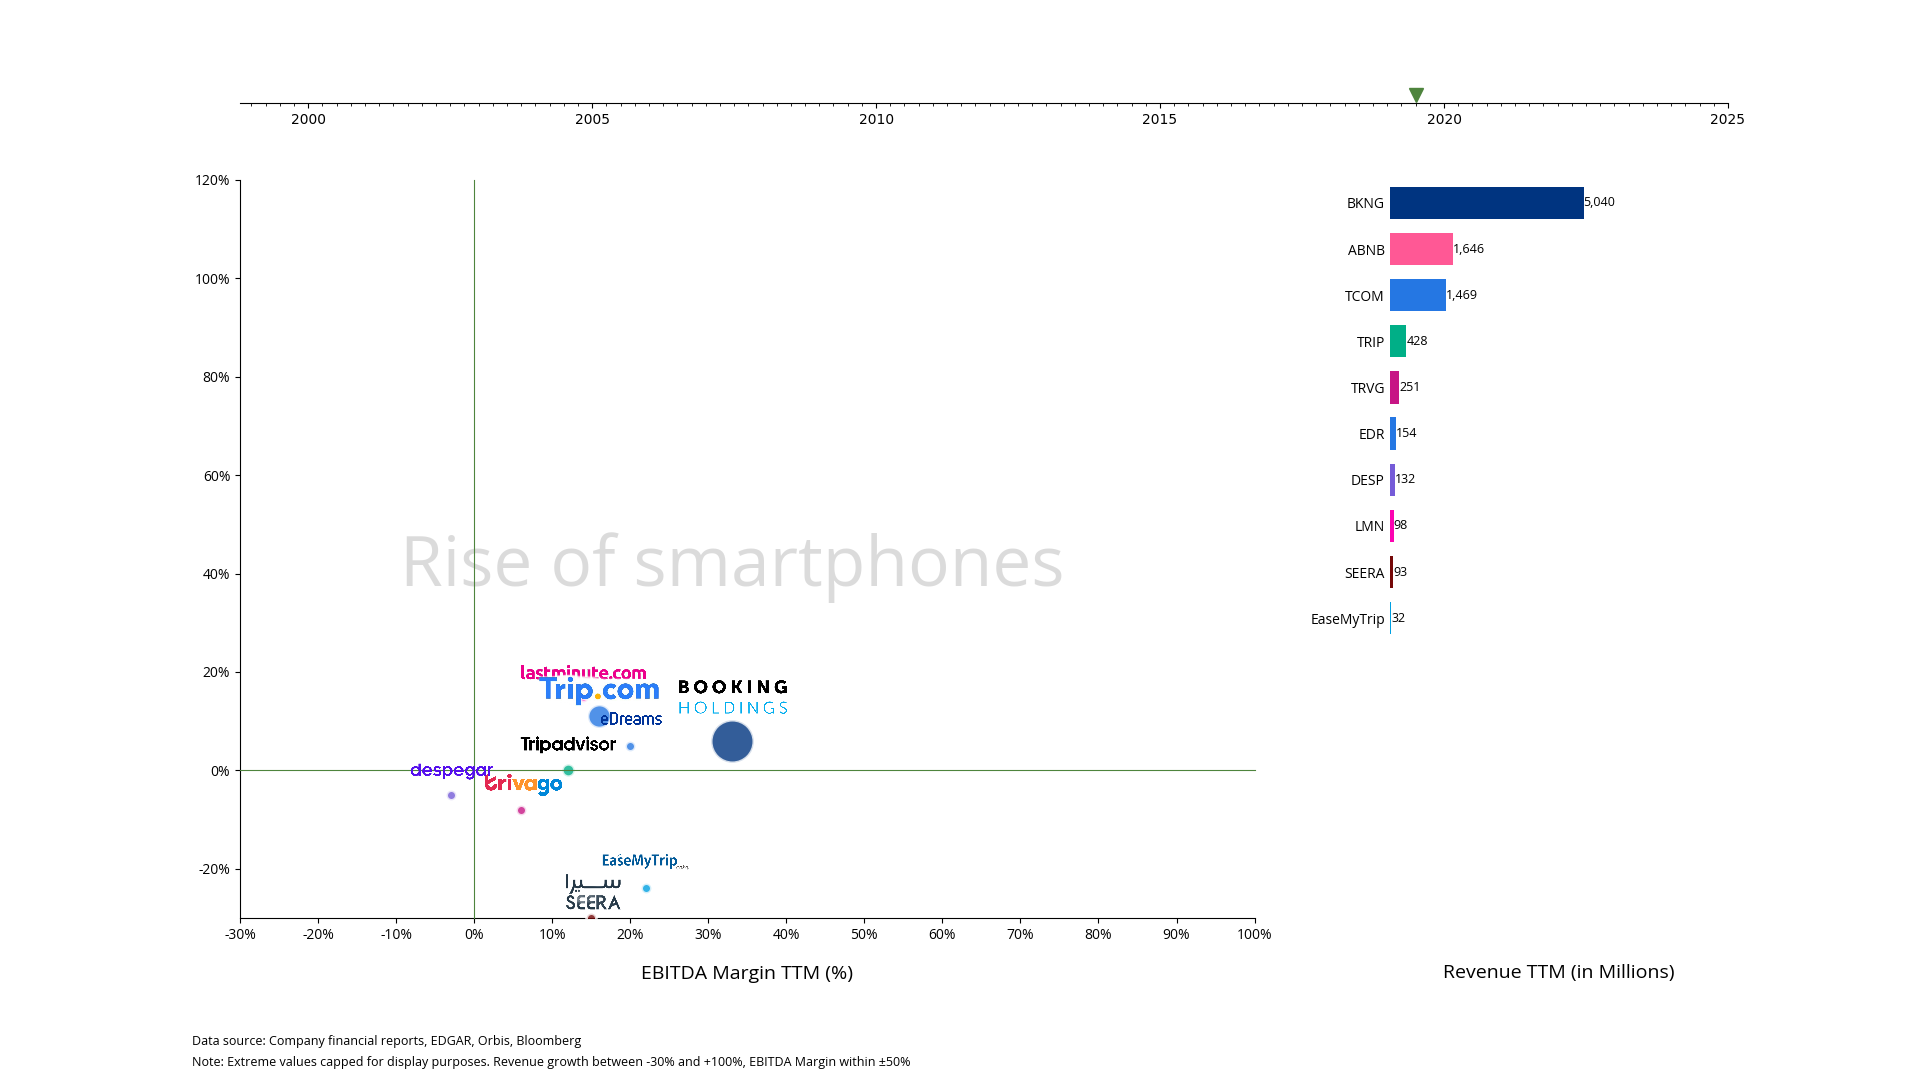 2000 2005 2010 2015 2020 2025
120%
100%
80%
60%
40%
20%
0%
-20%
Rise of smartphones
lastminute.com
Trip.com
BOOKING
HOLDINGS
eDreams
Tripadvisor
despegar
trivago
EaseMyTrip
سيرا
SEERA
-30% -20% -10% 0% 10% 20% 30% 40% 50% 60% 70% 80% 90% 100%
EBITDA Margin TTM (%)
BKNG 5,040
ABNB 1,646
TCOM 1,469
TRIP 428
TRVG 251
EDR 154
DESP 132
LMN 98
SEERA 93
EaseMyTrip 32
Revenue TTM (in Millions)
Data source: Company financial reports, EDGAR, Orbis, Bloomberg
Note: Extreme values capped for display purposes. Revenue growth between -30% and +100%, EBITDA Margin within ±50%